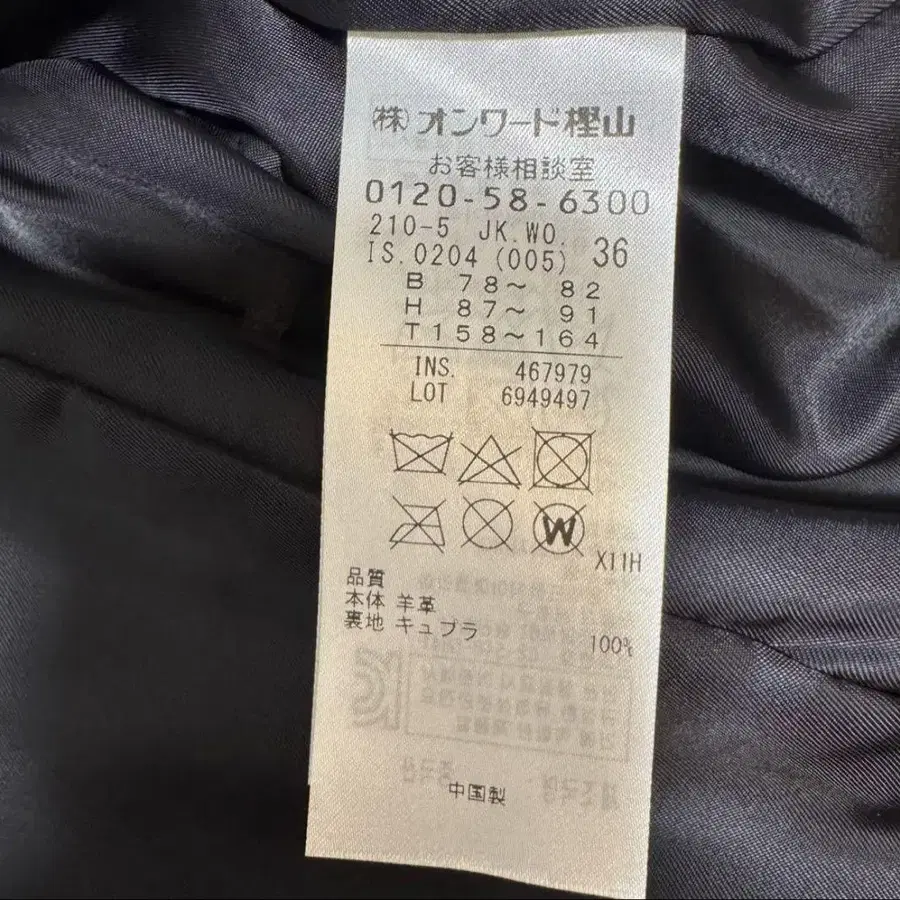 (株)オンワード樫山
お客様相談室
0120-58-6300
210-5 JK.WO. 36
IS.0204 (005)
B 78～ 82
H 87～ 91
T158～164
INS. 467979
LOT 6949497
W
X11H
品質
本体 羊革
裏地 キュプラ 100%
中国製